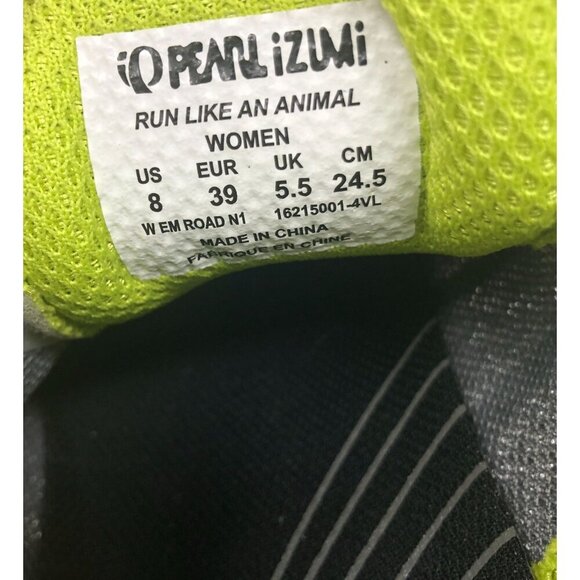 PEARL iZUMi
RUN LIKE AN ANIMAL
WOMEN
US EUR UK CM
8 39 5.5 24.5
W EM ROAD N1 16215001-4VL
MADE IN CHINA
FABRIQUE EN CHINE